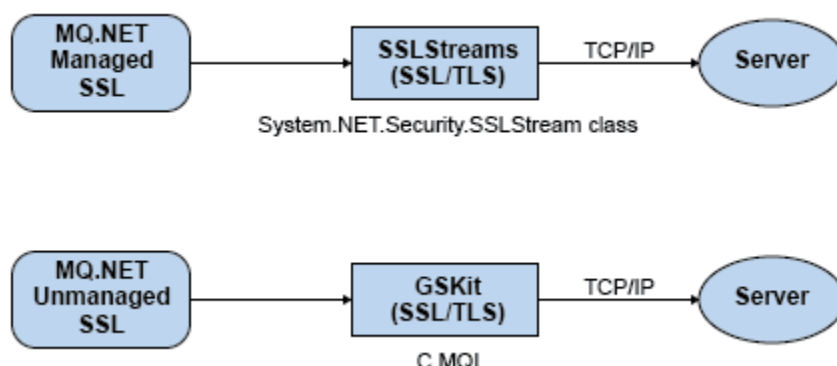 MQ.NET
Managed
SSL
SSLStreams
(SSL/TLS)
TCP/IP
Server
System.NET.Security.SSLStream class
MQ.NET
Unmanaged
SSL
GSKit
(SSL/TLS)
TCP/IP
Server
C MQI